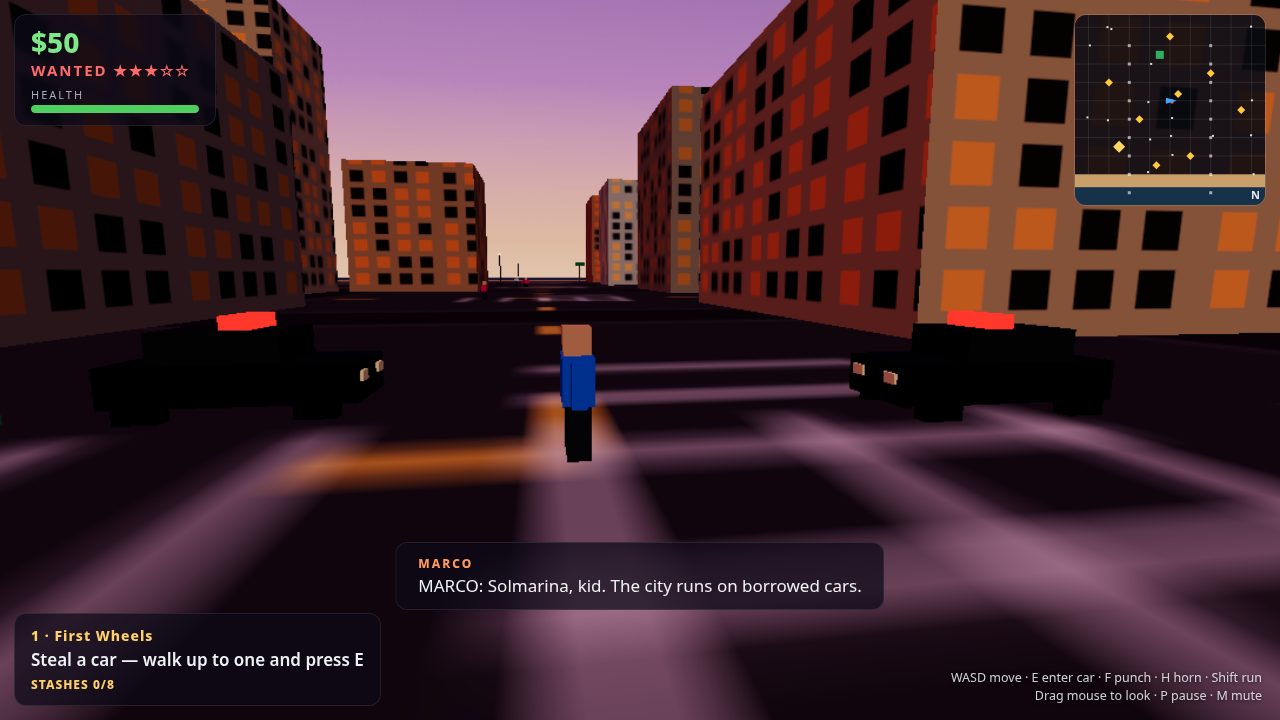 $50
WANTED ★★★☆☆
HEALTH
N
MARCO
MARCO: Solmarina, kid. The city runs on borrowed cars.
1 · First Wheels
Steal a car — walk up to one and press E
STASHES 0/8
WASD move · E enter car · F punch · H horn · Shift run
Drag mouse to look · P pause · M mute